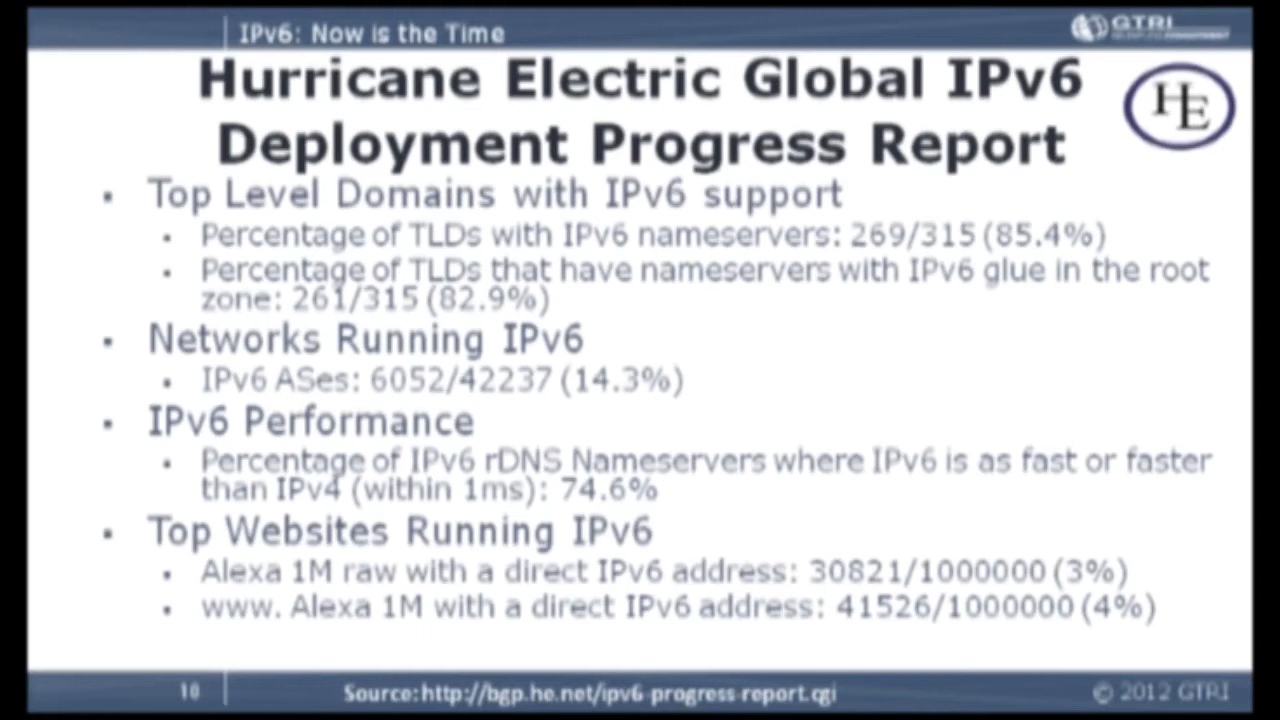 IPv6: Now is the Time
GTRI
Hurricane Electric Global IPv6
Deployment Progress Report
HE
▪ Top Level Domains with IPv6 support
▪ Percentage of TLDs with IPv6 nameservers: 269/315 (85.4%)
▪ Percentage of TLDs that have nameservers with IPv6 glue in the root
zone: 261/315 (82.9%)
▪ Networks Running IPv6
▪ IPv6 ASes: 6052/42237 (14.3%)
▪ IPv6 Performance
▪ Percentage of IPv6 rDNS Nameservers where IPv6 is as fast or faster
than IPv4 (within 1ms): 74.6%
▪ Top Websites Running IPv6
▪ Alexa 1M raw with a direct IPv6 address: 30821/1000000 (3%)
▪ www. Alexa 1M with a direct IPv6 address: 41526/1000000 (4%)
Source: http://bgp.he.net/ipv6-progress-report.cgi
© 2012 GTRI